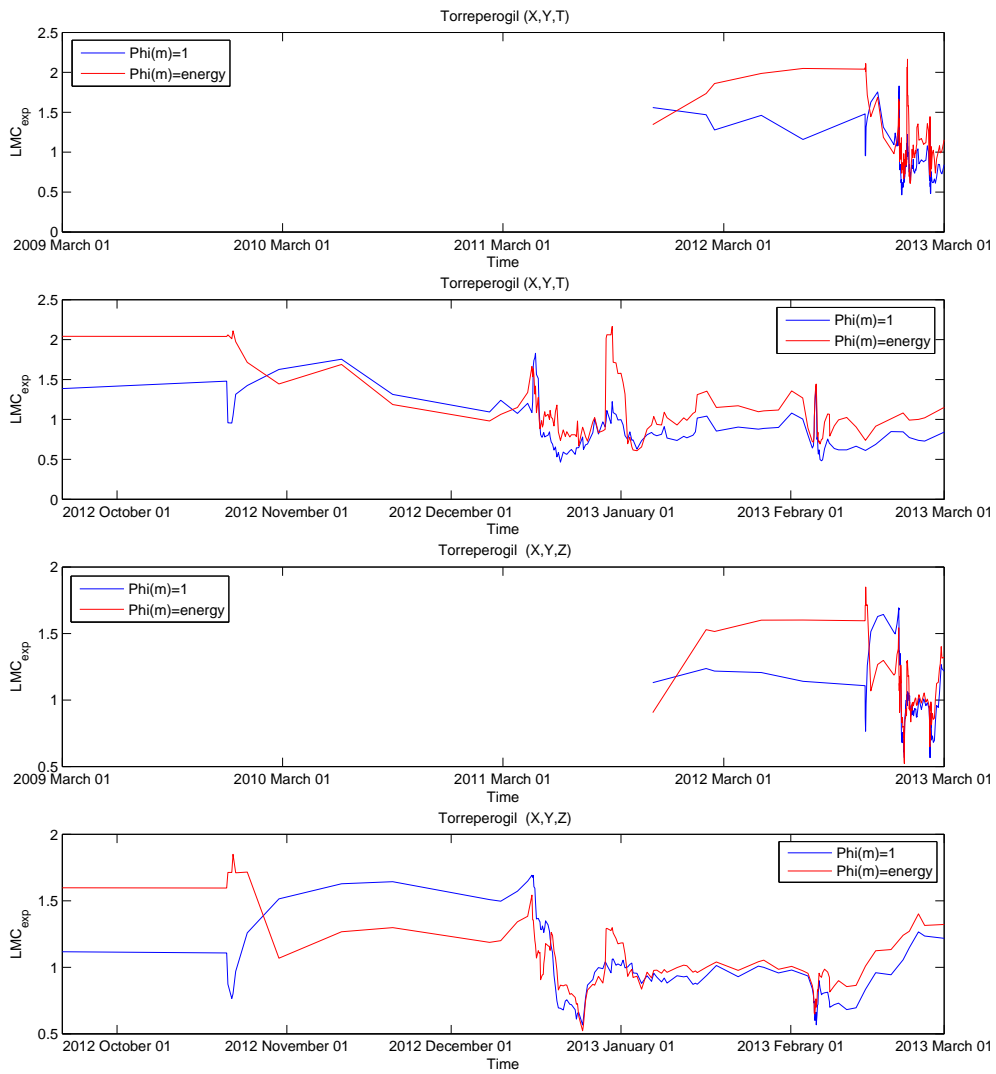 Torreperogil (X,Y,T)
2.5
2
1.5
1
0.5
0
LMC_exp
Phi(m)=1
Phi(m)=energy
2009 March 01
2010 March 01
2011 March 01
2012 March 01
2013 March 01
Time
Torreperogil (X,Y,T)
2.5
2
1.5
1
0.5
0
LMC_exp
Phi(m)=1
Phi(m)=energy
2012 October 01
2012 November 01
2012 December 01
2013 January 01
2013 Febrary 01
2013 March 01
Time
Torreperogil (X,Y,Z)
2
1.5
1
0.5
LMC_exp
Phi(m)=1
Phi(m)=energy
2009 March 01
2010 March 01
2011 March 01
2012 March 01
2013 March 01
Time
Torreperogil (X,Y,Z)
2
1.5
1
0.5
LMC_exp
Phi(m)=1
Phi(m)=energy
2012 October 01
2012 November 01
2012 December 01
2013 January 01
2013 Febrary 01
2013 March 01
Time